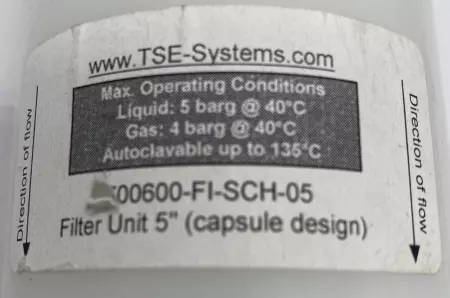 www.TSE-Systems.com
Max. Operating Conditions
Liquid: 5 barg @ 40°C
Gas: 4 barg @ 40°C
Autoclavable up to 135°C
00600-FI-SCH-05
Filter Unit 5" (capsule design)
Direction of flow
Direction of flow